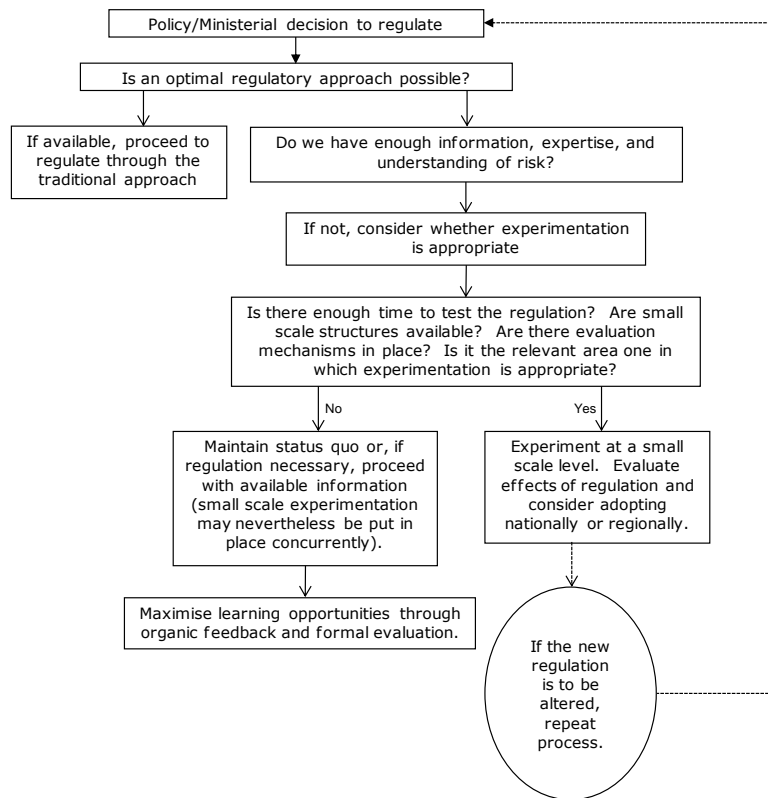 Policy/Ministerial decision to regulate
Is an optimal regulatory approach possible?
If available, proceed to
regulate through the
traditional approach
Do we have enough information, expertise, and
understanding of risk?
If not, consider whether experimentation
is appropriate
Is there enough time to test the regulation? Are small
scale structures available? Are there evaluation
mechanisms in place? Is it the relevant area one in
which experimentation is appropriate?
No
Yes
Maintain status quo or, if
regulation necessary, proceed
with available information
(small scale experimentation
may nevertheless be put in
place concurrently).
Experiment at a small
scale level. Evaluate
effects of regulation and
consider adopting
nationally or regionally.
Maximise learning opportunities through
organic feedback and formal evaluation.
If the new
regulation
is to be
altered,
repeat
process.